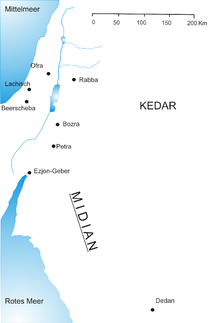 Mittelmeer
0 50 100 150 200 Km
Ofra
Rabba
Lachisch
Beerscheba
KEDAR
Bozra
Petra
Ezjon-Geber
MIDIAN
Dedan
Rotes Meer